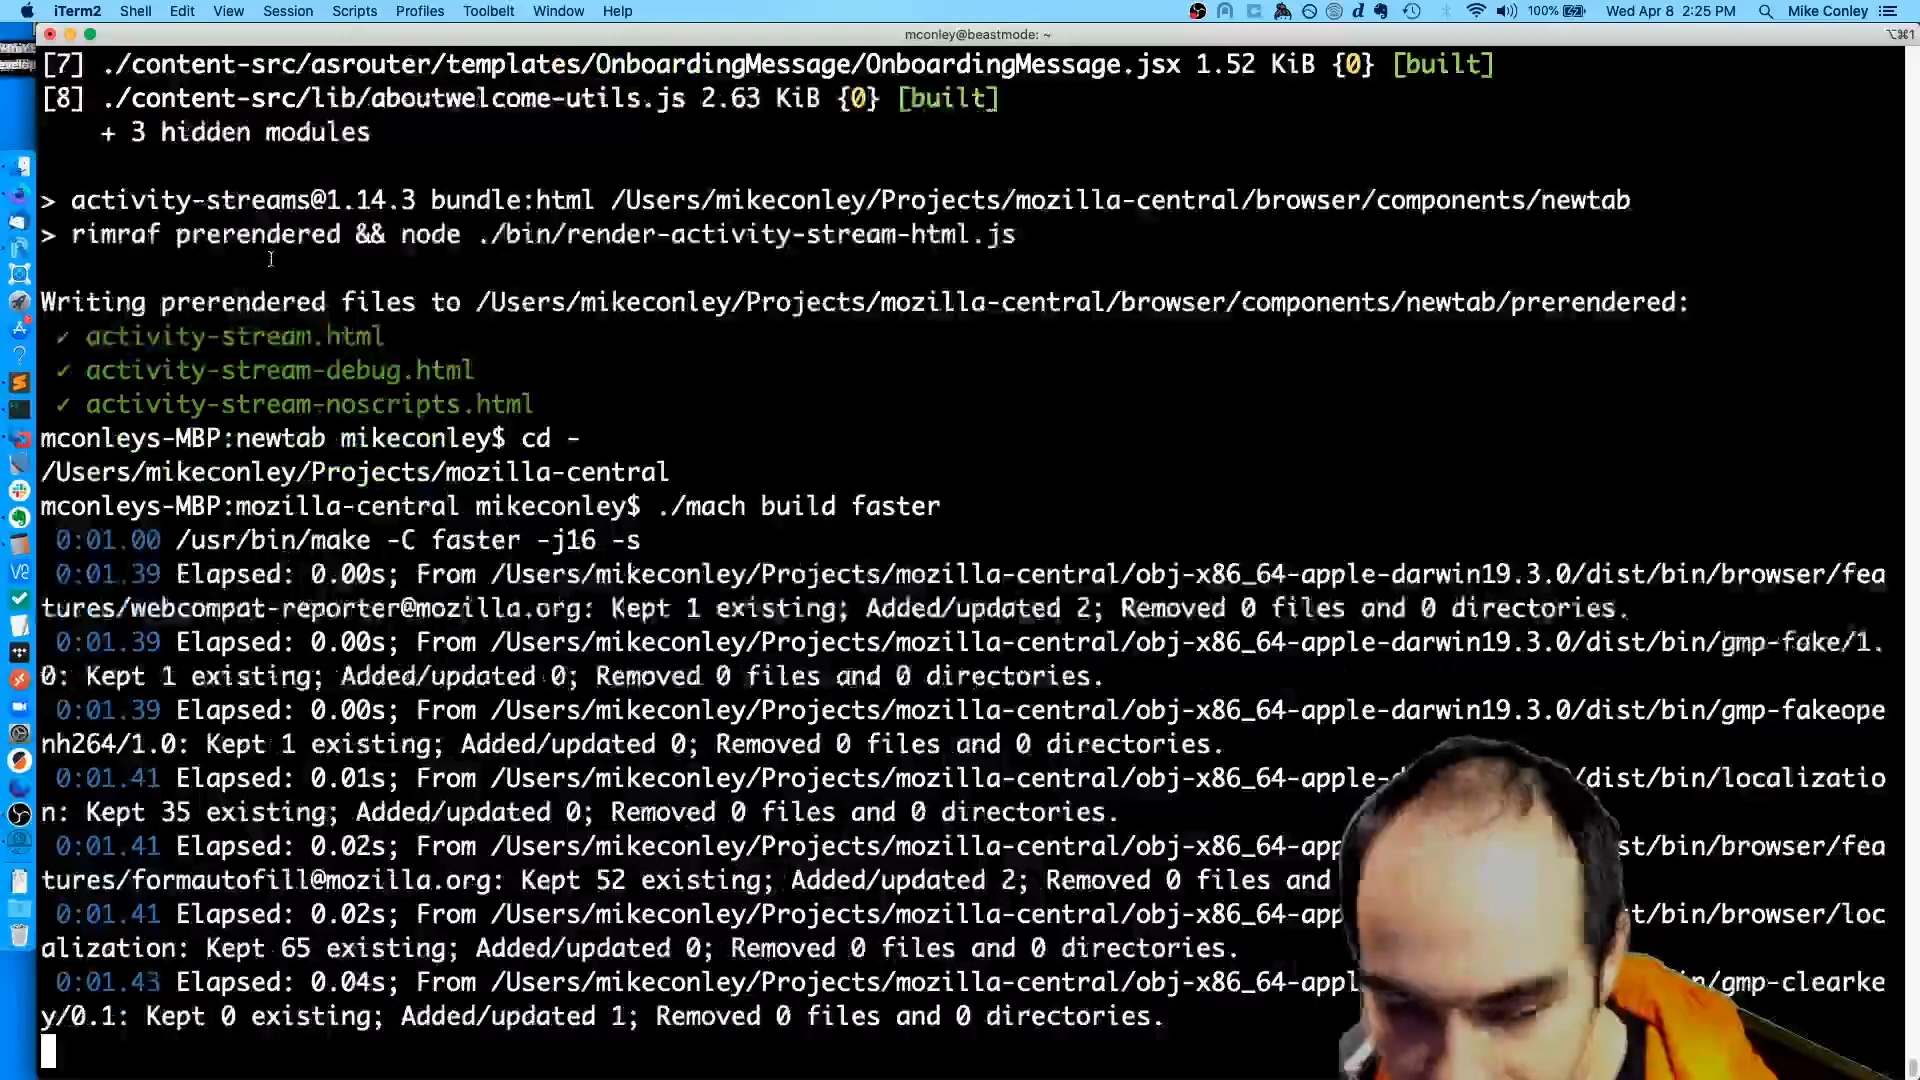 iTerm2 Shell Edit View Session Scripts Profiles Toolbelt Window Help 100% Wed Apr 8 2:25 PM Mike Conley
mconley@beastmode: ~ ⌥⌘1
[7] ./content-src/asrouter/templates/OnboardingMessage/OnboardingMessage.jsx 1.52 KiB {0} [built]
[8] ./content-src/lib/aboutwelcome-utils.js 2.63 KiB {0} [built]
+ 3 hidden modules
> activity-streams@1.14.3 bundle:html /Users/mikeconley/Projects/mozilla-central/browser/components/newtab
> rimraf prerendered && node ./bin/render-activity-stream-html.js
Writing prerendered files to /Users/mikeconley/Projects/mozilla-central/browser/components/newtab/prerendered:
✓ activity-stream.html
✓ activity-stream-debug.html
✓ activity-stream-noscripts.html
mconleys-MBP:newtab mikeconley$ cd -
/Users/mikeconley/Projects/mozilla-central
mconleys-MBP:mozilla-central mikeconley$ ./mach build faster
0:01.00 /usr/bin/make -C faster -j16 -s
0:01.39 Elapsed: 0.00s; From /Users/mikeconley/Projects/mozilla-central/obj-x86_64-apple-darwin19.3.0/dist/bin/browser/fea
tures/webcompat-reporter@mozilla.org: Kept 1 existing; Added/updated 2; Removed 0 files and 0 directories.
0:01.39 Elapsed: 0.00s; From /Users/mikeconley/Projects/mozilla-central/obj-x86_64-apple-darwin19.3.0/dist/bin/gmp-fake/1.
0: Kept 1 existing; Added/updated 0; Removed 0 files and 0 directories.
0:01.39 Elapsed: 0.00s; From /Users/mikeconley/Projects/mozilla-central/obj-x86_64-apple-darwin19.3.0/dist/bin/gmp-fakeope
nh264/1.0: Kept 1 existing; Added/updated 0; Removed 0 files and 0 directories.
0:01.41 Elapsed: 0.01s; From /Users/mikeconley/Projects/mozilla-central/obj-x86_64-apple-d /dist/bin/localizatio
n: Kept 35 existing; Added/updated 0; Removed 0 files and 0 directories.
0:01.41 Elapsed: 0.02s; From /Users/mikeconley/Projects/mozilla-central/obj-x86_64-app st/bin/browser/fea
tures/formautofill@mozilla.org: Kept 52 existing; Added/updated 2; Removed 0 files and
0:01.41 Elapsed: 0.02s; From /Users/mikeconley/Projects/mozilla-central/obj-x86_64-app t/bin/browser/loc
alization: Kept 65 existing; Added/updated 0; Removed 0 files and 0 directories.
0:01.43 Elapsed: 0.04s; From /Users/mikeconley/Projects/mozilla-central/obj-x86_64-appl n/gmp-clearke
y/0.1: Kept 0 existing; Added/updated 1; Removed 0 files and 0 directories.